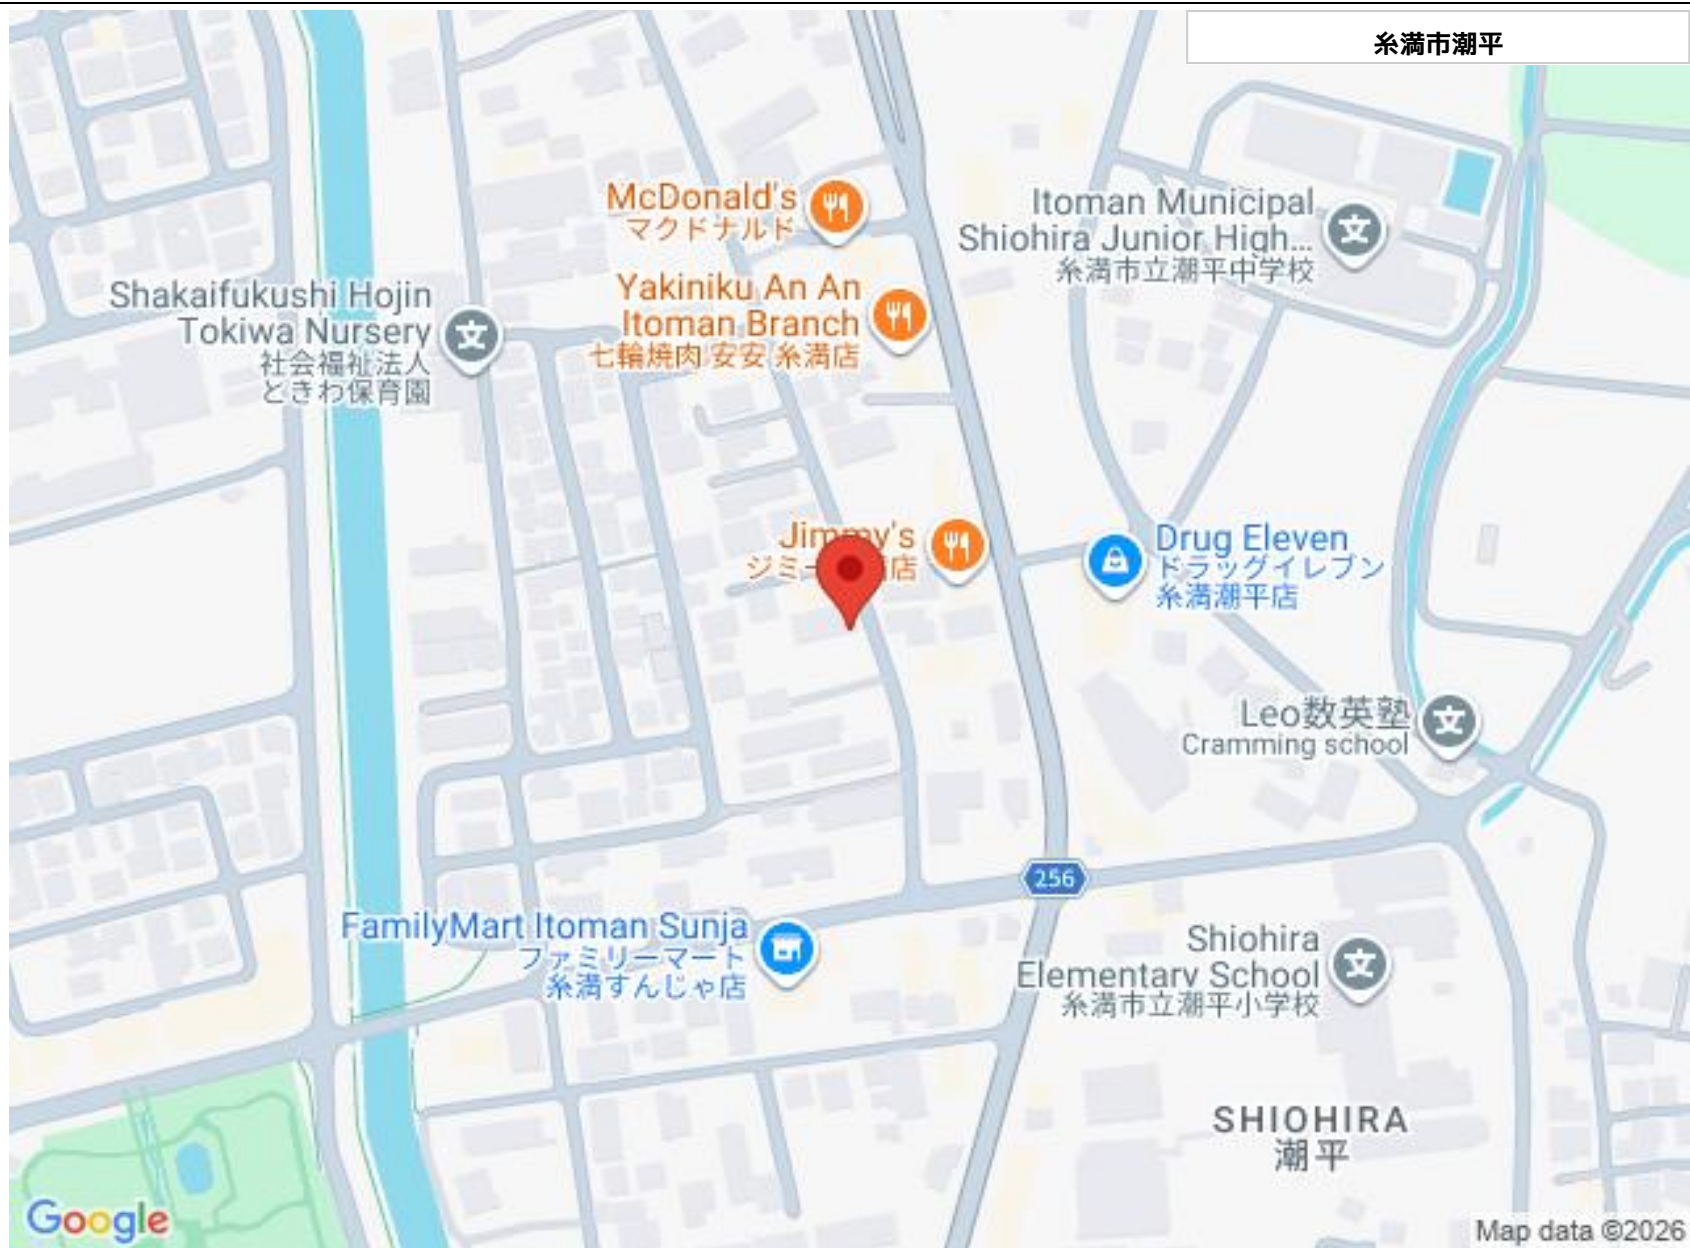 糸満市潮平
McDonald's
マクドナルド
Itoman Municipal
Shiohira Junior High...
糸満市立潮平中学校
Yakiniku An An
Itoman Branch
七輪焼肉 安安 糸満店
Shakaifukushi Hojin
Tokiwa Nursery
社会福祉法人
ときわ保育園
Jimmy's
ジミー 店
Drug Eleven
ドラッグイレブン
糸満潮平店
Leo数英塾
Cramming school
256
FamilyMart Itoman Sunja
ファミリーマート
糸満すんじゃ店
Shiohira
Elementary School
糸満市立潮平小学校
SHIOHIRA
潮平
Google
Map data ©2026